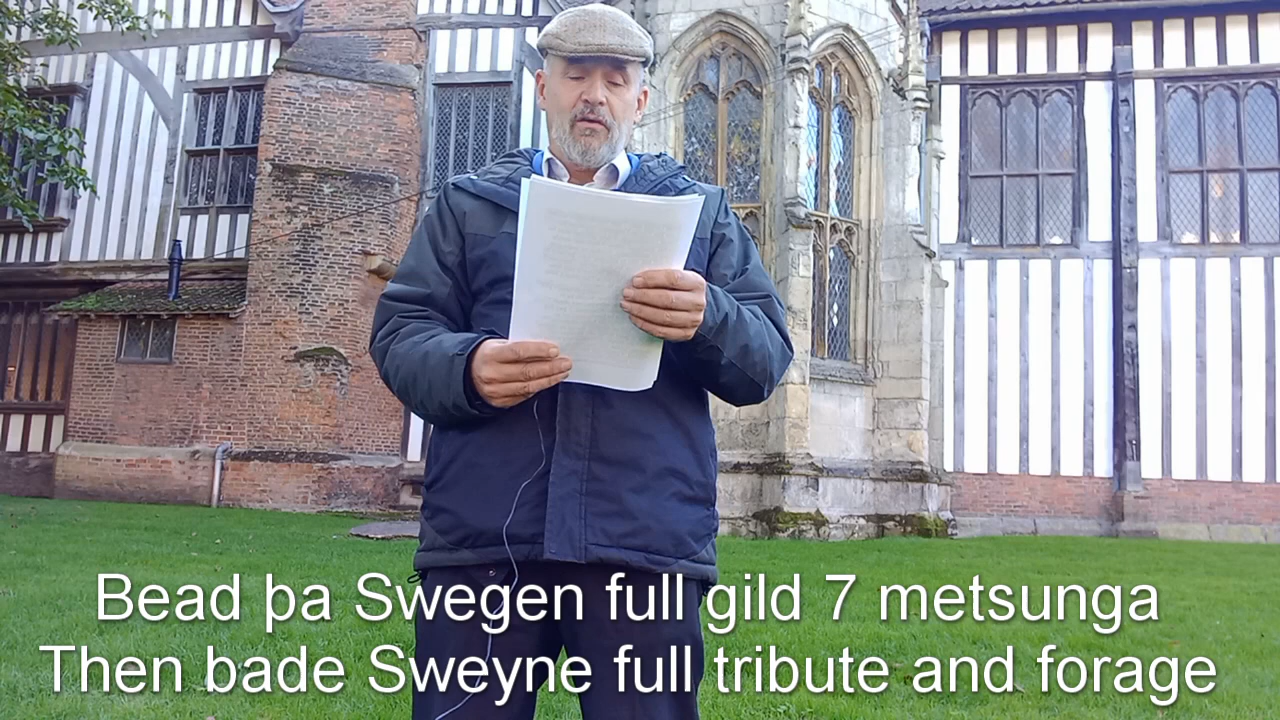 Bead þa Swegen full gild 7 metsunga
Then bade Sweyne full tribute and forage